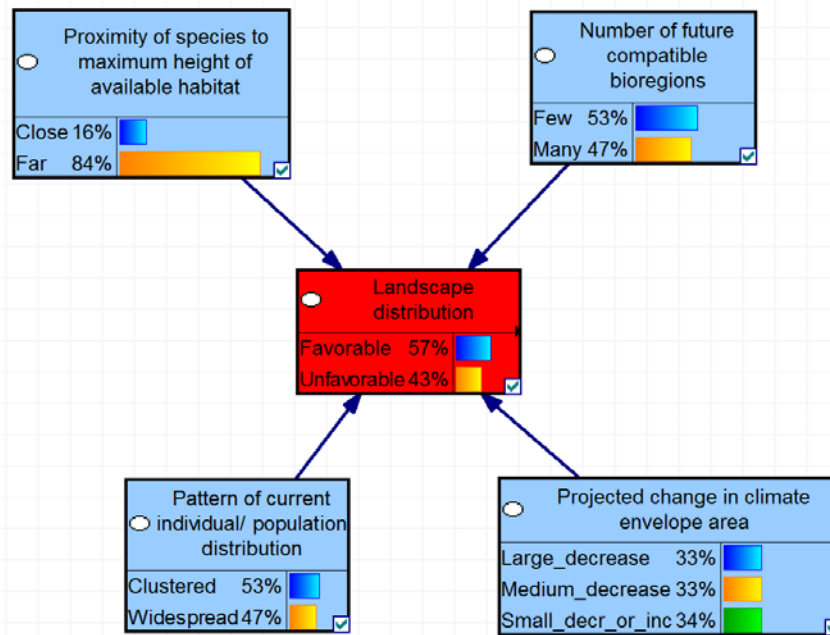 Proximity of species to
maximum height of
available habitat
Close 16%
Far 84%
Number of future
compatible
bioregions
Few 53%
Many 47%
Landscape
distribution
Favorable 57%
Unfavorable 43%
Pattern of current
individual/ population
distribution
Clustered 53%
Widespread 47%
Projected change in climate
envelope area
Large_decrease 33%
Medium_decrease 33%
Small_decr_or_inc 34%